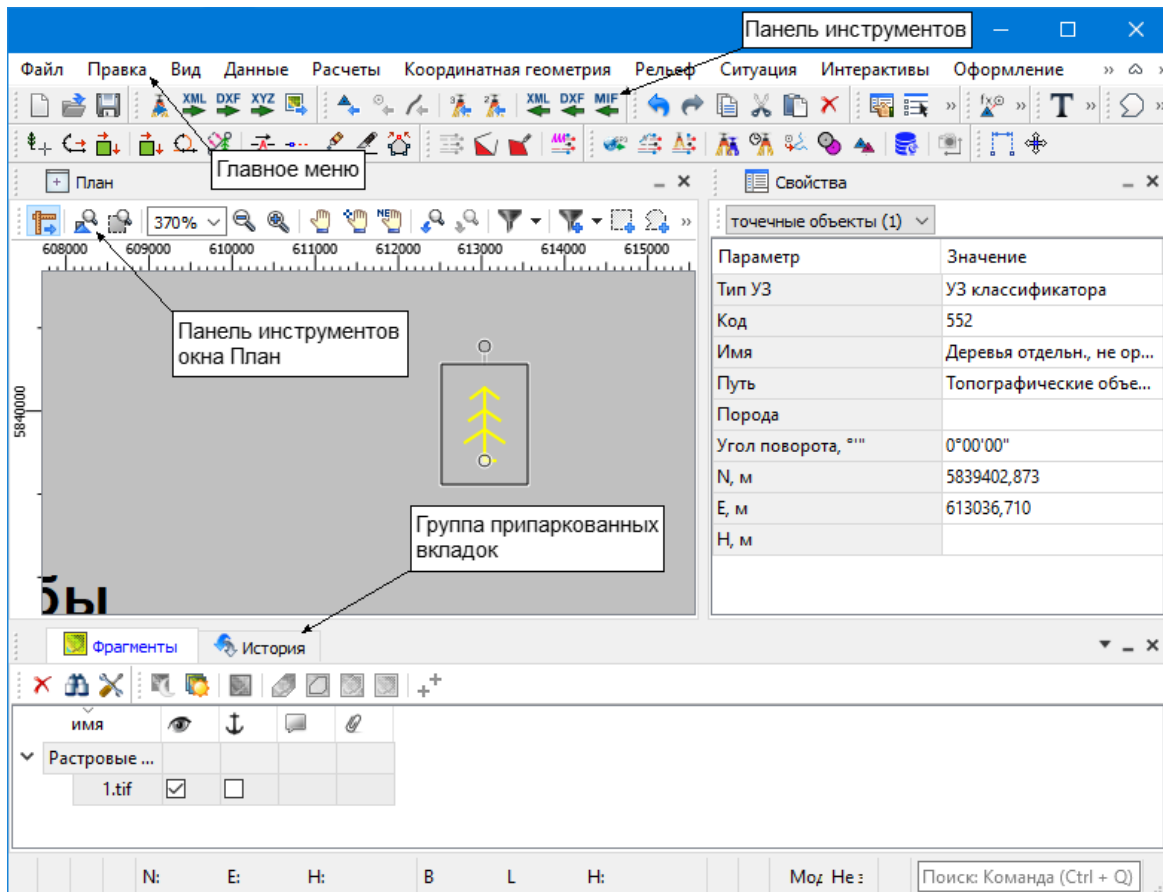 Панель инструментов
Файл Правка Вид Данные Расчеты Координатная геометрия Рельеф Ситуация Интерактивы Оформление
XML DXF XYZ XML DXF MIF T
Главное меню
План
Свойства
370% NE
точечные объекты (1)
608000 609000 610000 611000 612000 613000 614000 615000
5840000
Панель инструментов
окна План
Группа припаркованных
вкладок
бы
Параметр Значение
Тип УЗ УЗ классификатора
Код 552
Имя Деревья отдельн., не ор...
Путь Топографические объе...
Порода
Угол поворота, °'" 0°00'00"
N, м 5839402,873
E, м 613036,710
H, м
Фрагменты История
имя
Растровые ...
1.tif
N: E: H: B L H: Не
Поиск: Команда (Ctrl + Q)